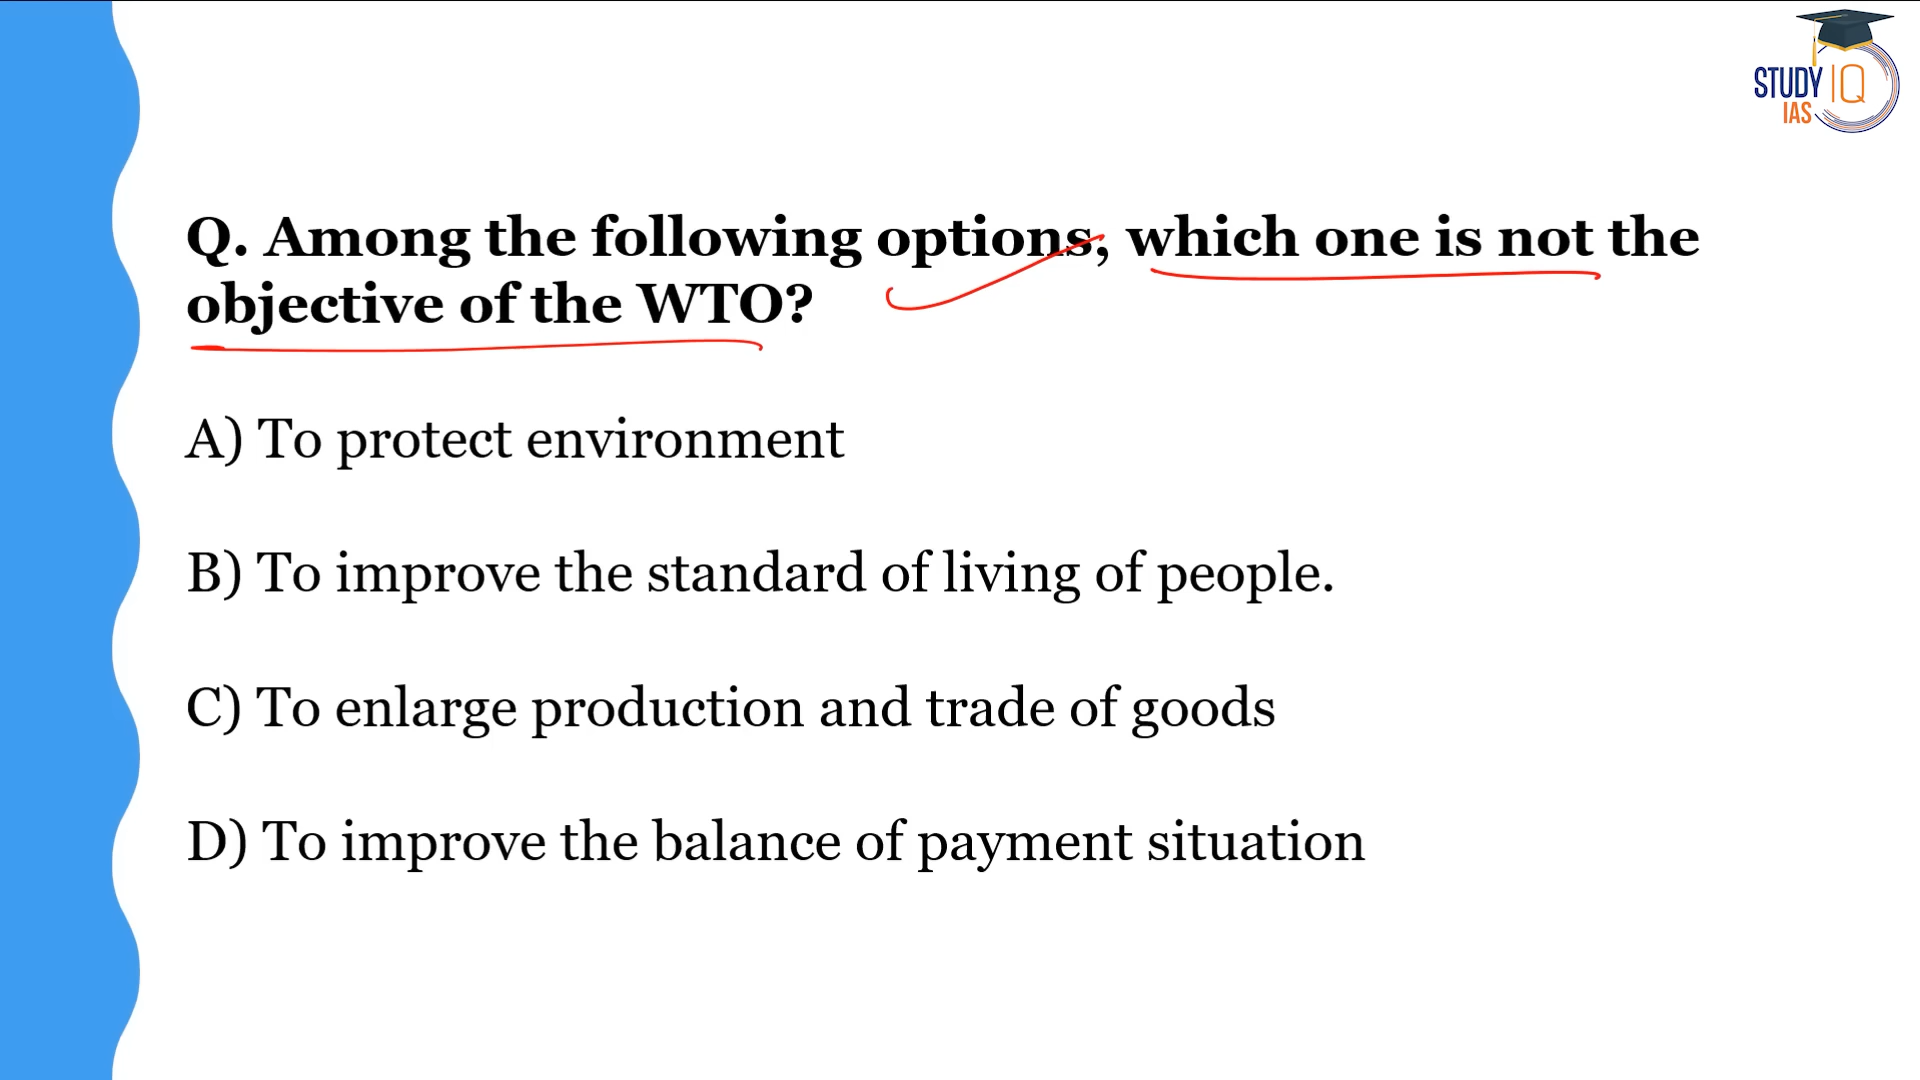 STUDY IQ
IAS
Q. Among the following options, which one is not the
objective of the WTO?
A) To protect environment
B) To improve the standard of living of people.
C) To enlarge production and trade of goods
D) To improve the balance of payment situation